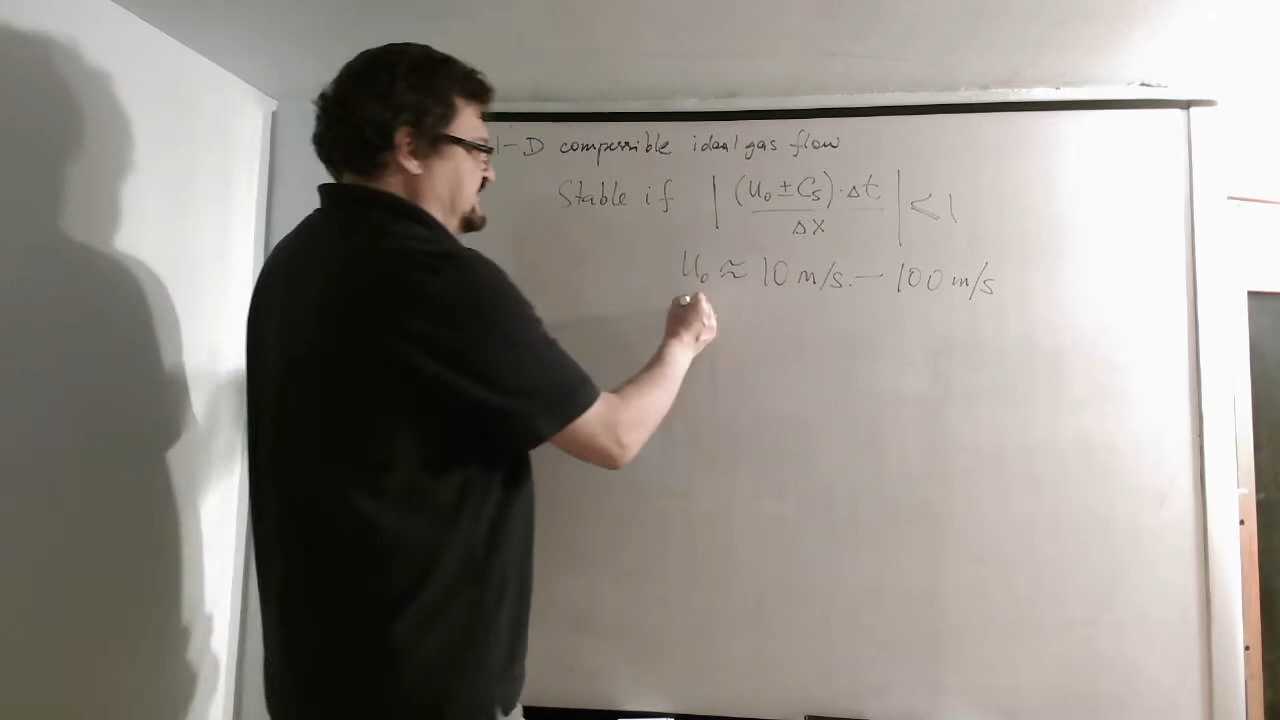 1-D compressible ideal gas flow
Stable if |(u₀ ± Cs)·Δt / Δx| ≤ 1
u₀ ≈ 10 m/s. — 100 m/s